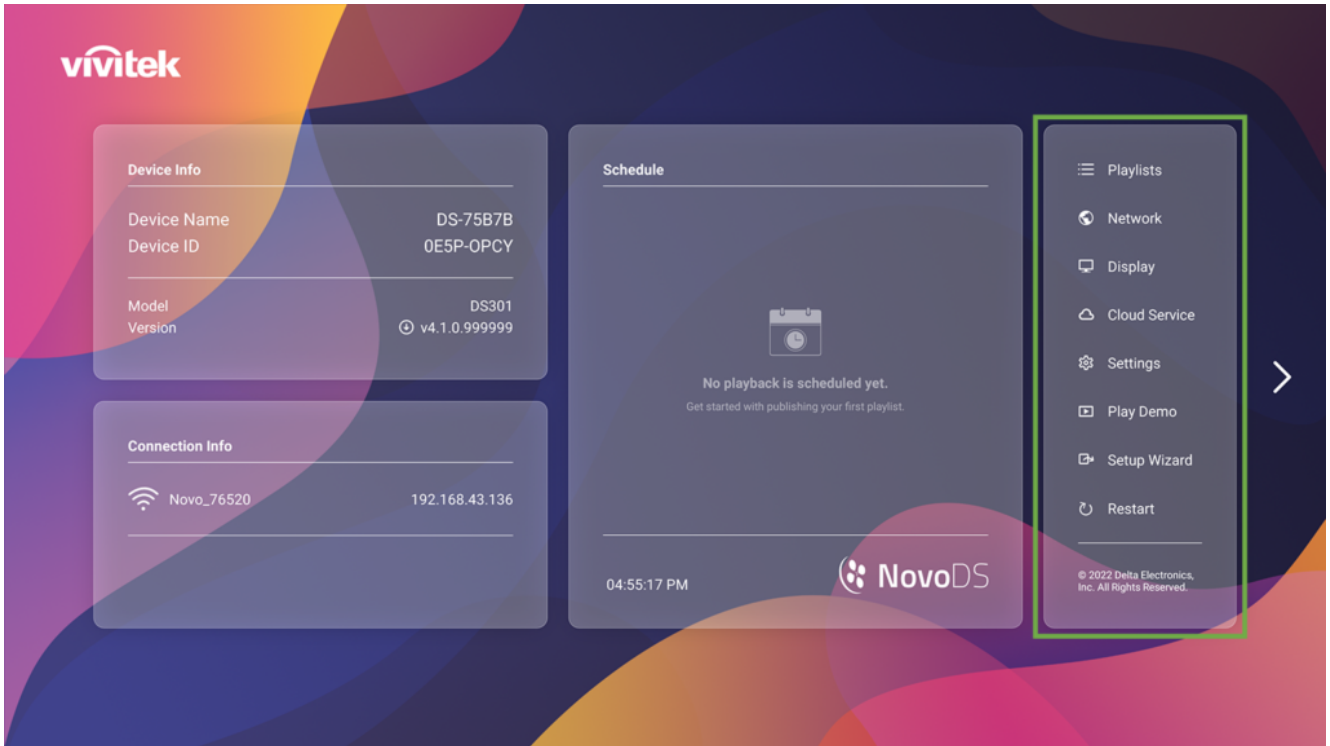 vivitek
Device Info
Device Name DS-75B7B
Device ID 0E5P-OPCY
Model DS301
Version v4.1.0.999999
Connection Info
Novo_76520 192.168.43.136
Schedule
No playback is scheduled yet.
Get started with publishing your first playlist.
04:55:17 PM
NovoDS
Playlists
Network
Display
Cloud Service
Settings
Play Demo
Setup Wizard
Restart
© 2022 Delta Electronics,
Inc. All Rights Reserved.